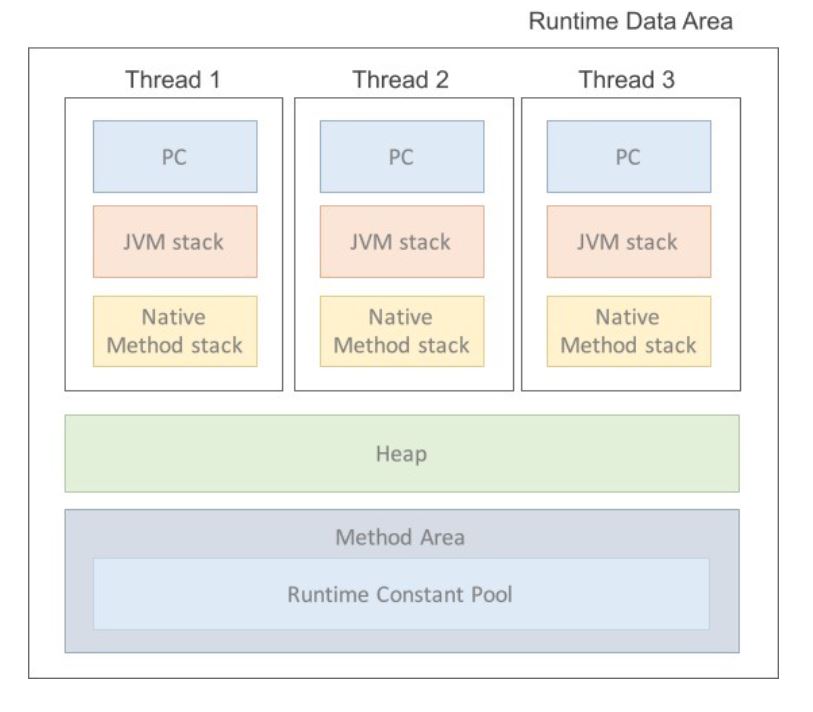 Runtime Data Area
Thread 1
Thread 2
Thread 3
PC
PC
PC
JVM stack
JVM stack
JVM stack
Native
Method stack
Native
Method stack
Native
Method stack
Heap
Method Area
Runtime Constant Pool